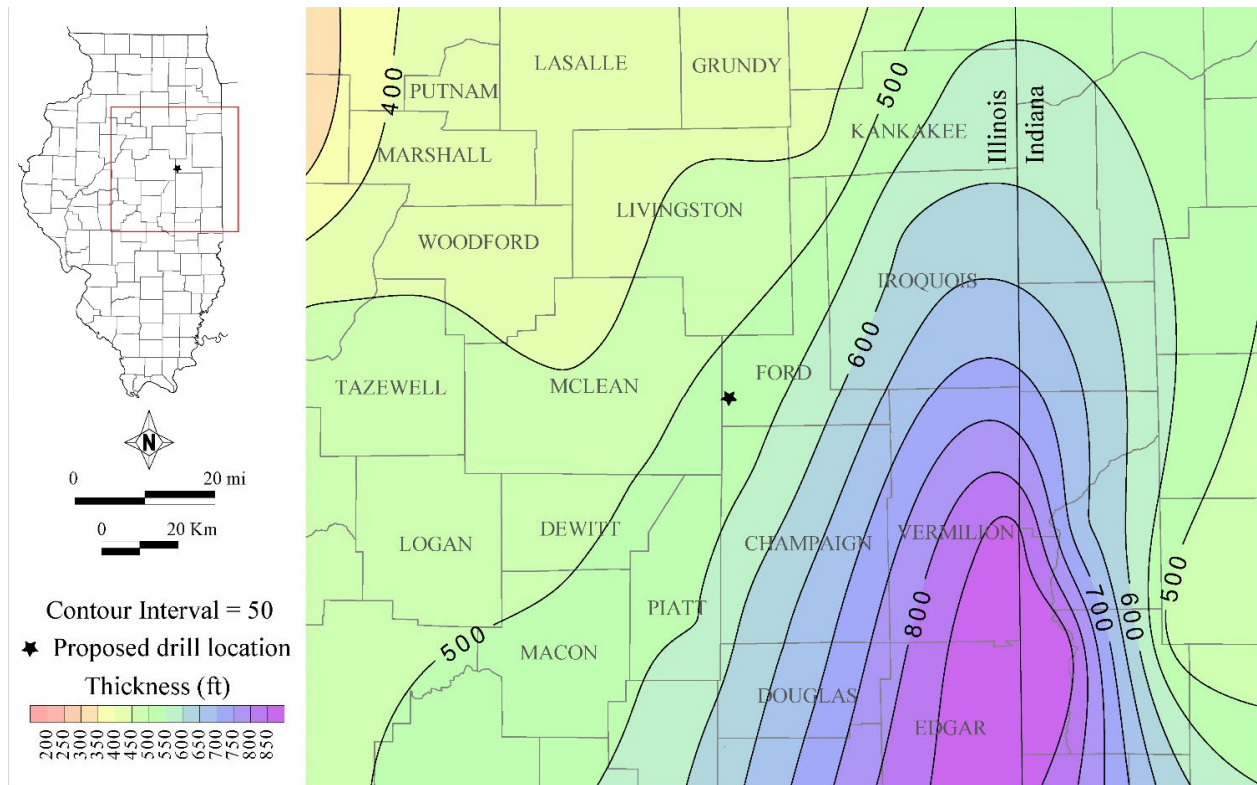 N
0 20 mi
0 20 Km
Contour Interval = 50
Proposed drill location
Thickness (ft)
200 250 300 350 400 450 500 550 600 650 700 750 800 850
400
PUTNAM
LASALLE
GRUNDY
500
KANKAKEE
Illinois
Indiana
MARSHALL
LIVINGSTON
WOODFORD
IROQUOIS
600
TAZEWELL
MCLEAN
FORD
LOGAN
DEWITT
CHAMPAIGN
VERMILION
800
700
600
500
PIATT
500
MACON
DOUGLAS
EDGAR